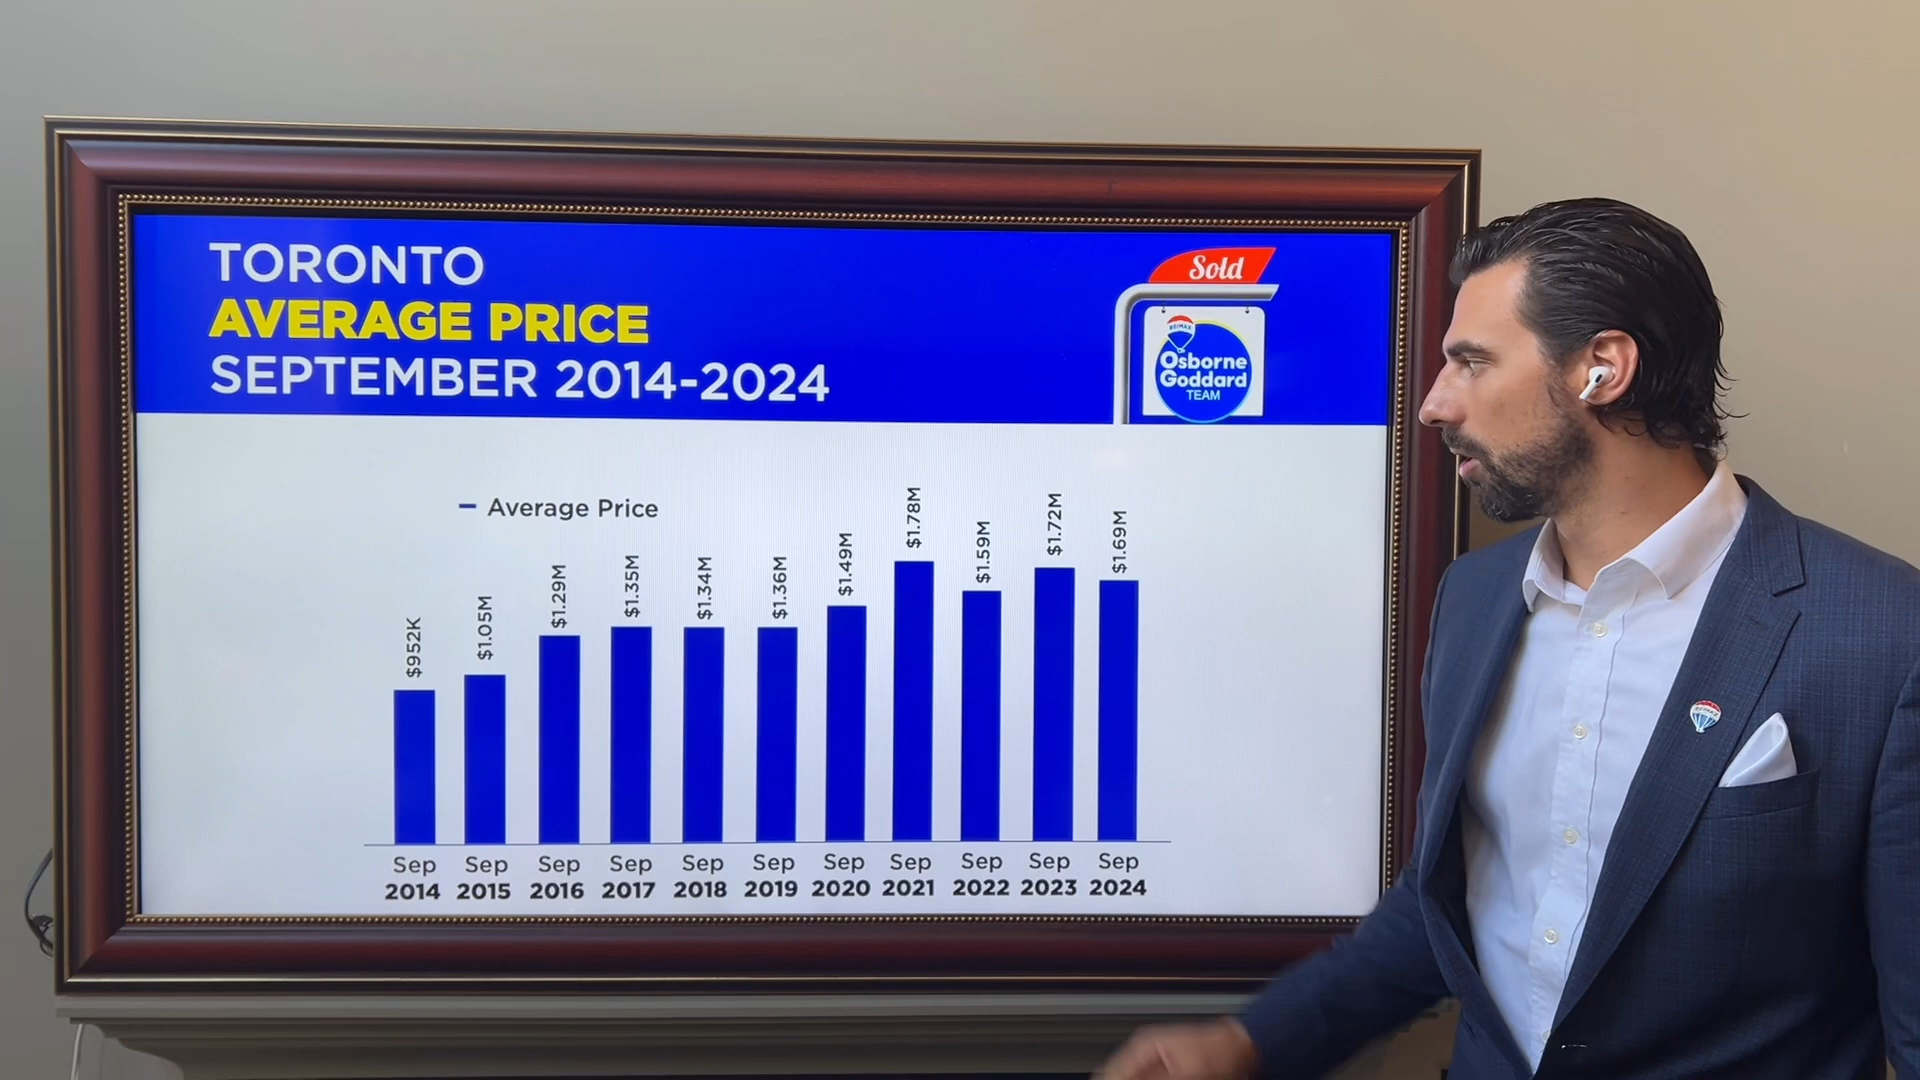 TORONTO
AVERAGE PRICE
SEPTEMBER 2014-2024
Sold
RE/MAX
Osborne
Goddard
TEAM
Average Price
$952K
$1.05M
$1.29M
$1.35M
$1.34M
$1.36M
$1.49M
$1.78M
$1.59M
$1.72M
$1.69M
Sep Sep Sep Sep Sep Sep Sep Sep Sep Sep Sep
2014 2015 2016 2017 2018 2019 2020 2021 2022 2023 2024
RE/MAX